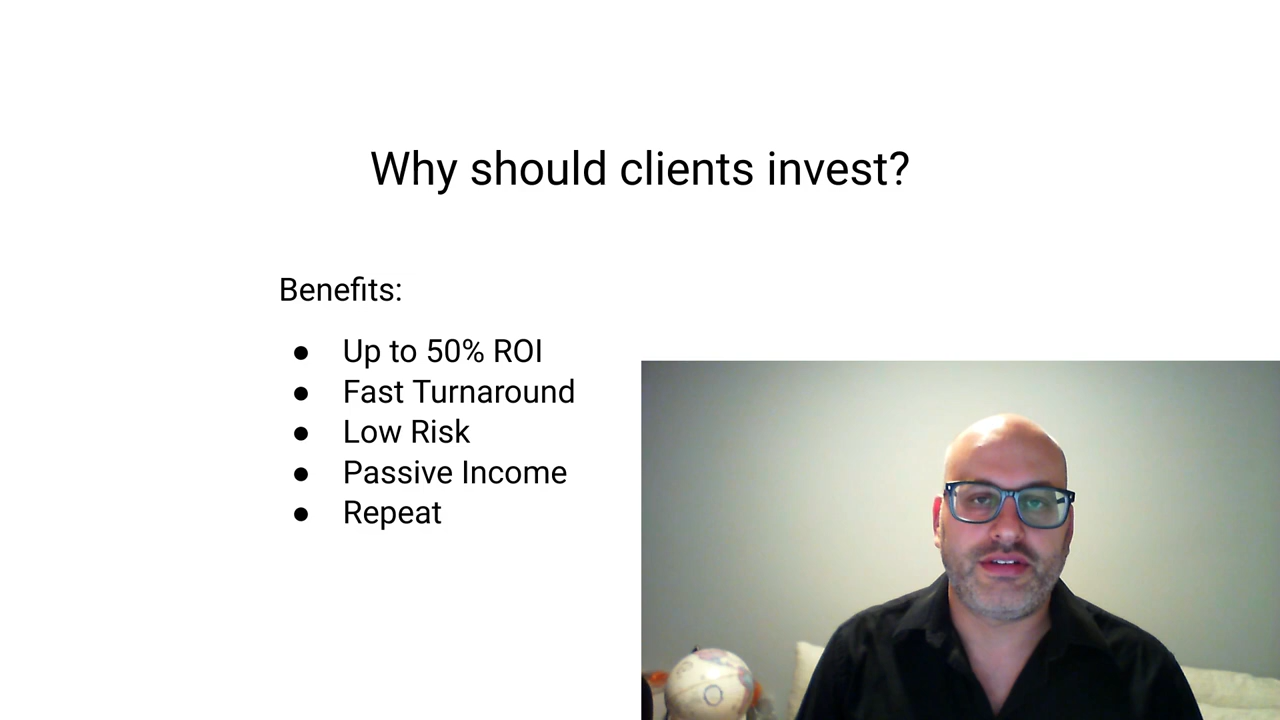 Why should clients invest?
Benefits:
● Up to 50% ROI
● Fast Turnaround
● Low Risk
● Passive Income
● Repeat